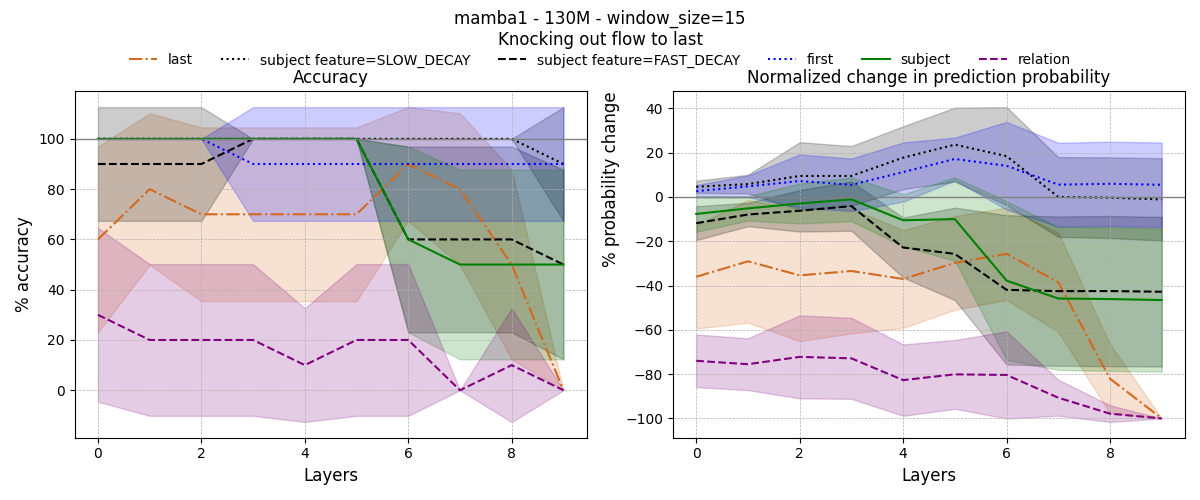 mamba1 - 130M - window_size=15
Knocking out flow to last
last subject feature=SLOW_DECAY subject feature=FAST_DECAY first subject relation
Accuracy Normalized change in prediction probability
% accuracy
100
80
60
40
20
0
0 2 4 6 8
Layers
% probability change
40
20
0
−20
−40
−60
−80
−100
0 2 4 6 8
Layers